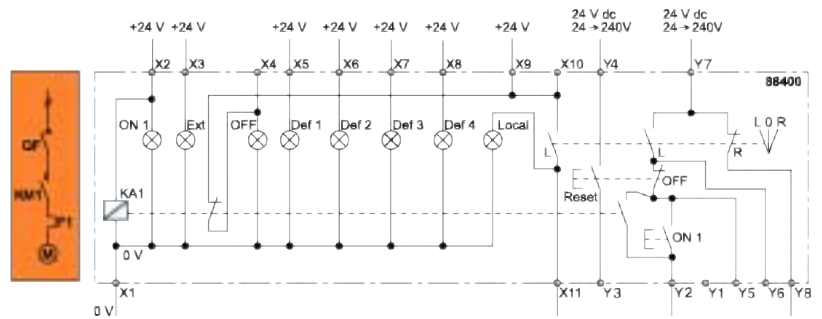 24 V dc 24 V dc
+24 V +24 V +24 V +24 V +24 V +24 V +24 V 24 → 240V 24 → 240V
X2 X3 X4 X5 X6 X7 X8 X9 X10 Y4 Y7
88400
ON 1 Ext OFF Def 1 Def 2 Def 3 Def 4 Local L L R L O R
QF
OFF
KM1 KA1 Reset
F1
ON 1
M 0 V
X1 X11 Y3 Y2 Y1 Y5 Y6 Y8
0 V